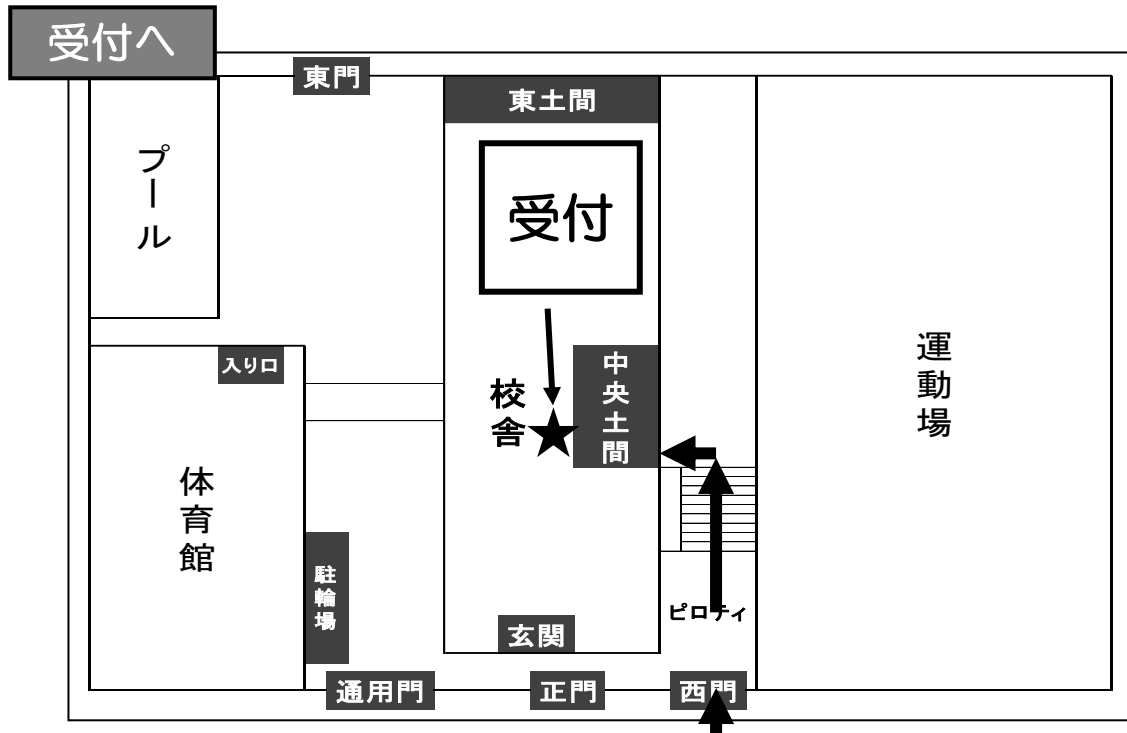 受付へ
東門
東土間
プール
受付
入り口
中央土間
校舎
運動場
体育館
駐輪場
ピロティ
玄関
通用門
正門
西門